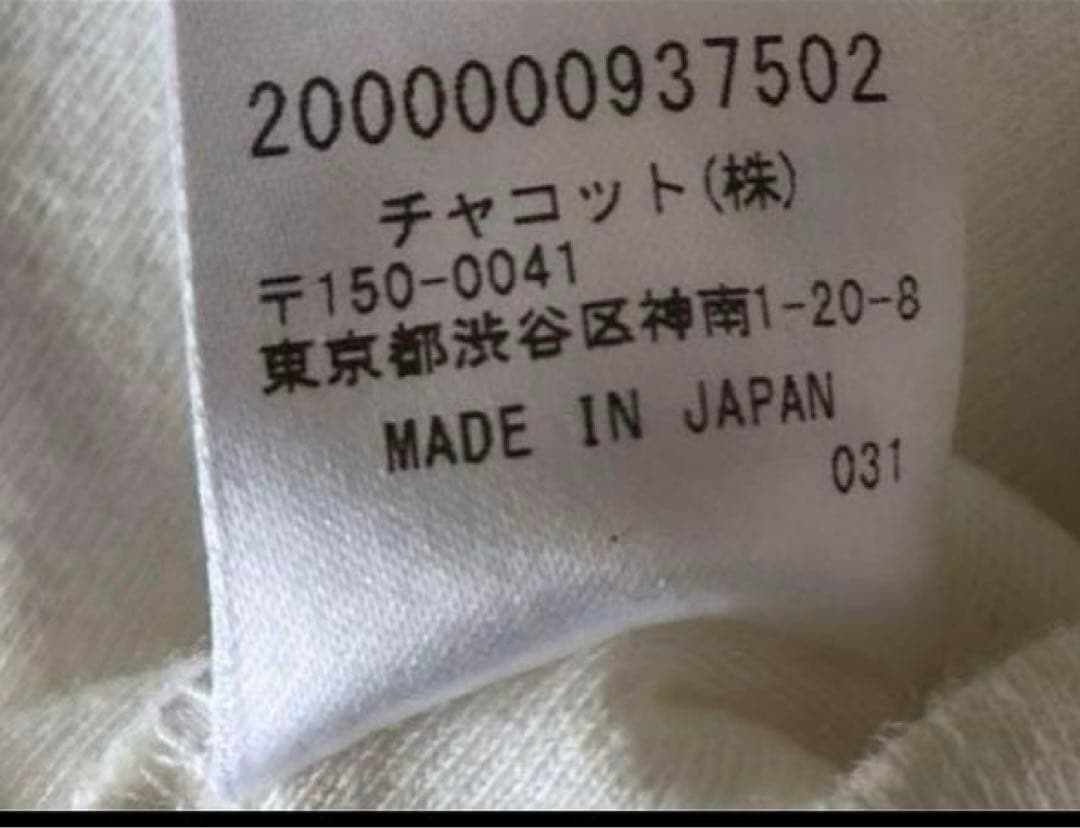 2000000937502
チャコット(株)
〒150-0041
東京都渋谷区神南1-20-8
MADE IN JAPAN
031